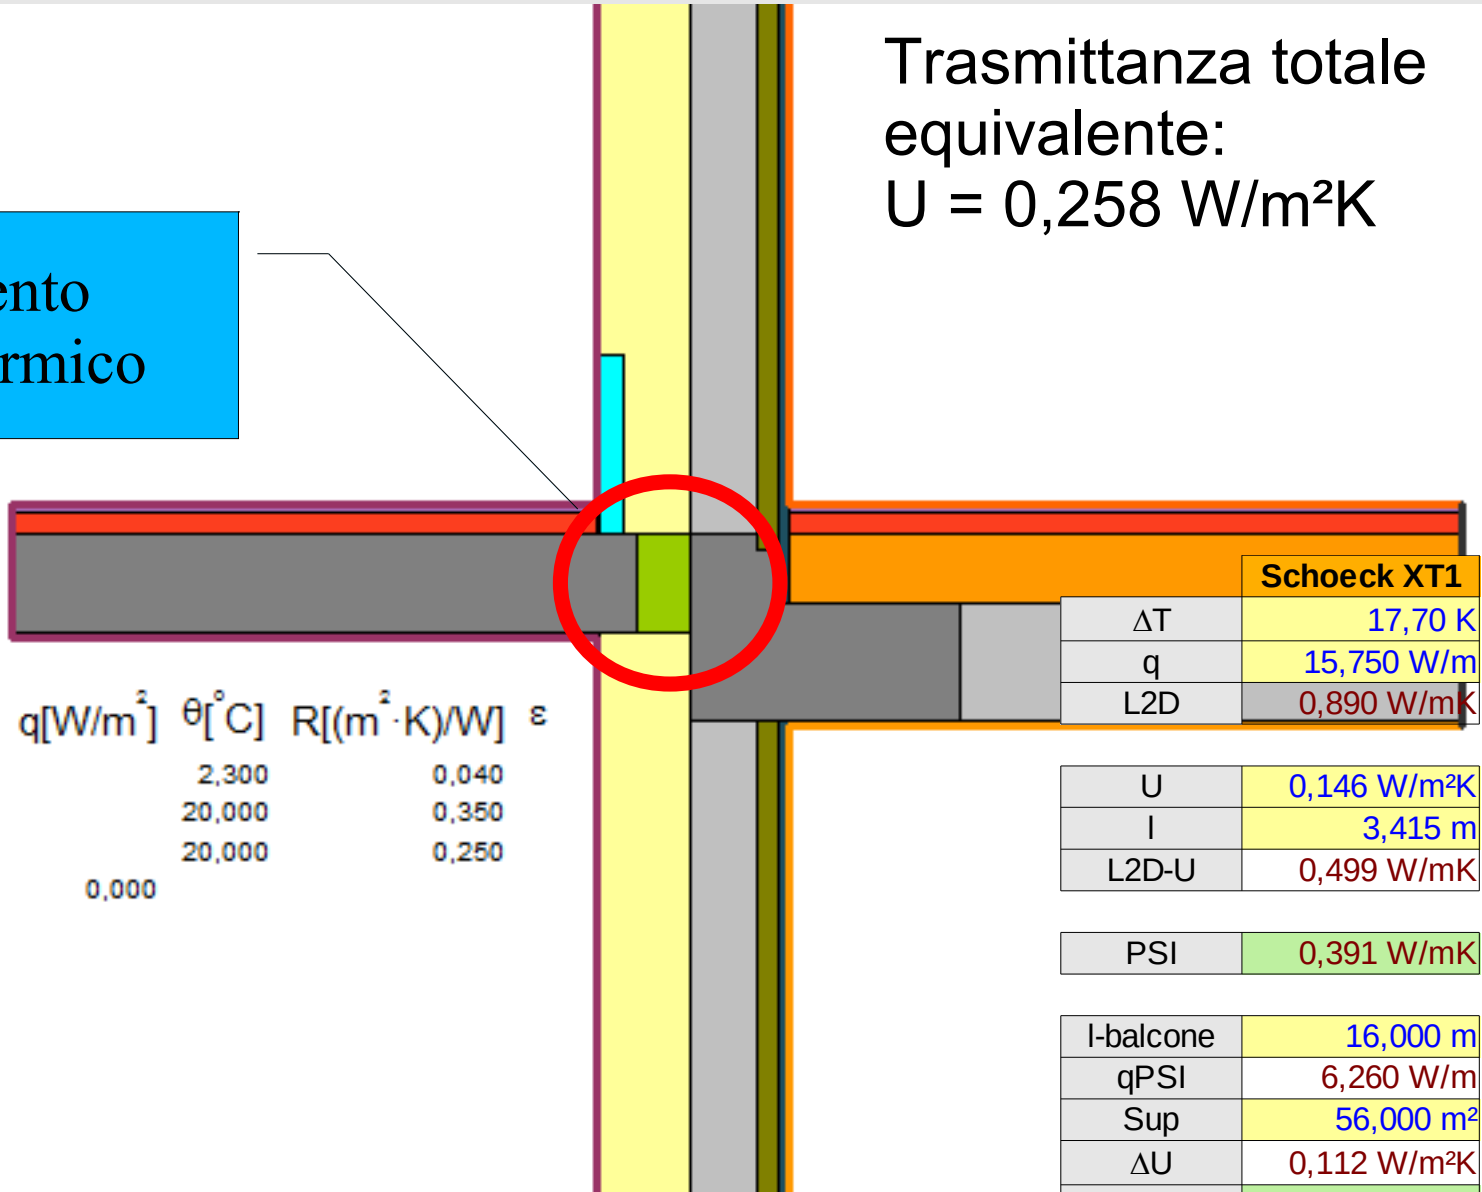 Trasmittanza totale
equivalente:
U = 0,258 W/m²K
ento
rmico
q[W/m²] θ[°C] R[(m²·K)/W] ε
2,300 0,040
20,000 0,350
20,000 0,250
0,000
Schoeck XT1
ΔT 17,70 K
q 15,750 W/m
L2D 0,890 W/mK
U 0,146 W/m²K
l 3,415 m
L2D-U 0,499 W/mK
PSI 0,391 W/mK
l-balcone 16,000 m
qPSI 6,260 W/m
Sup 56,000 m²
ΔU 0,112 W/m²K